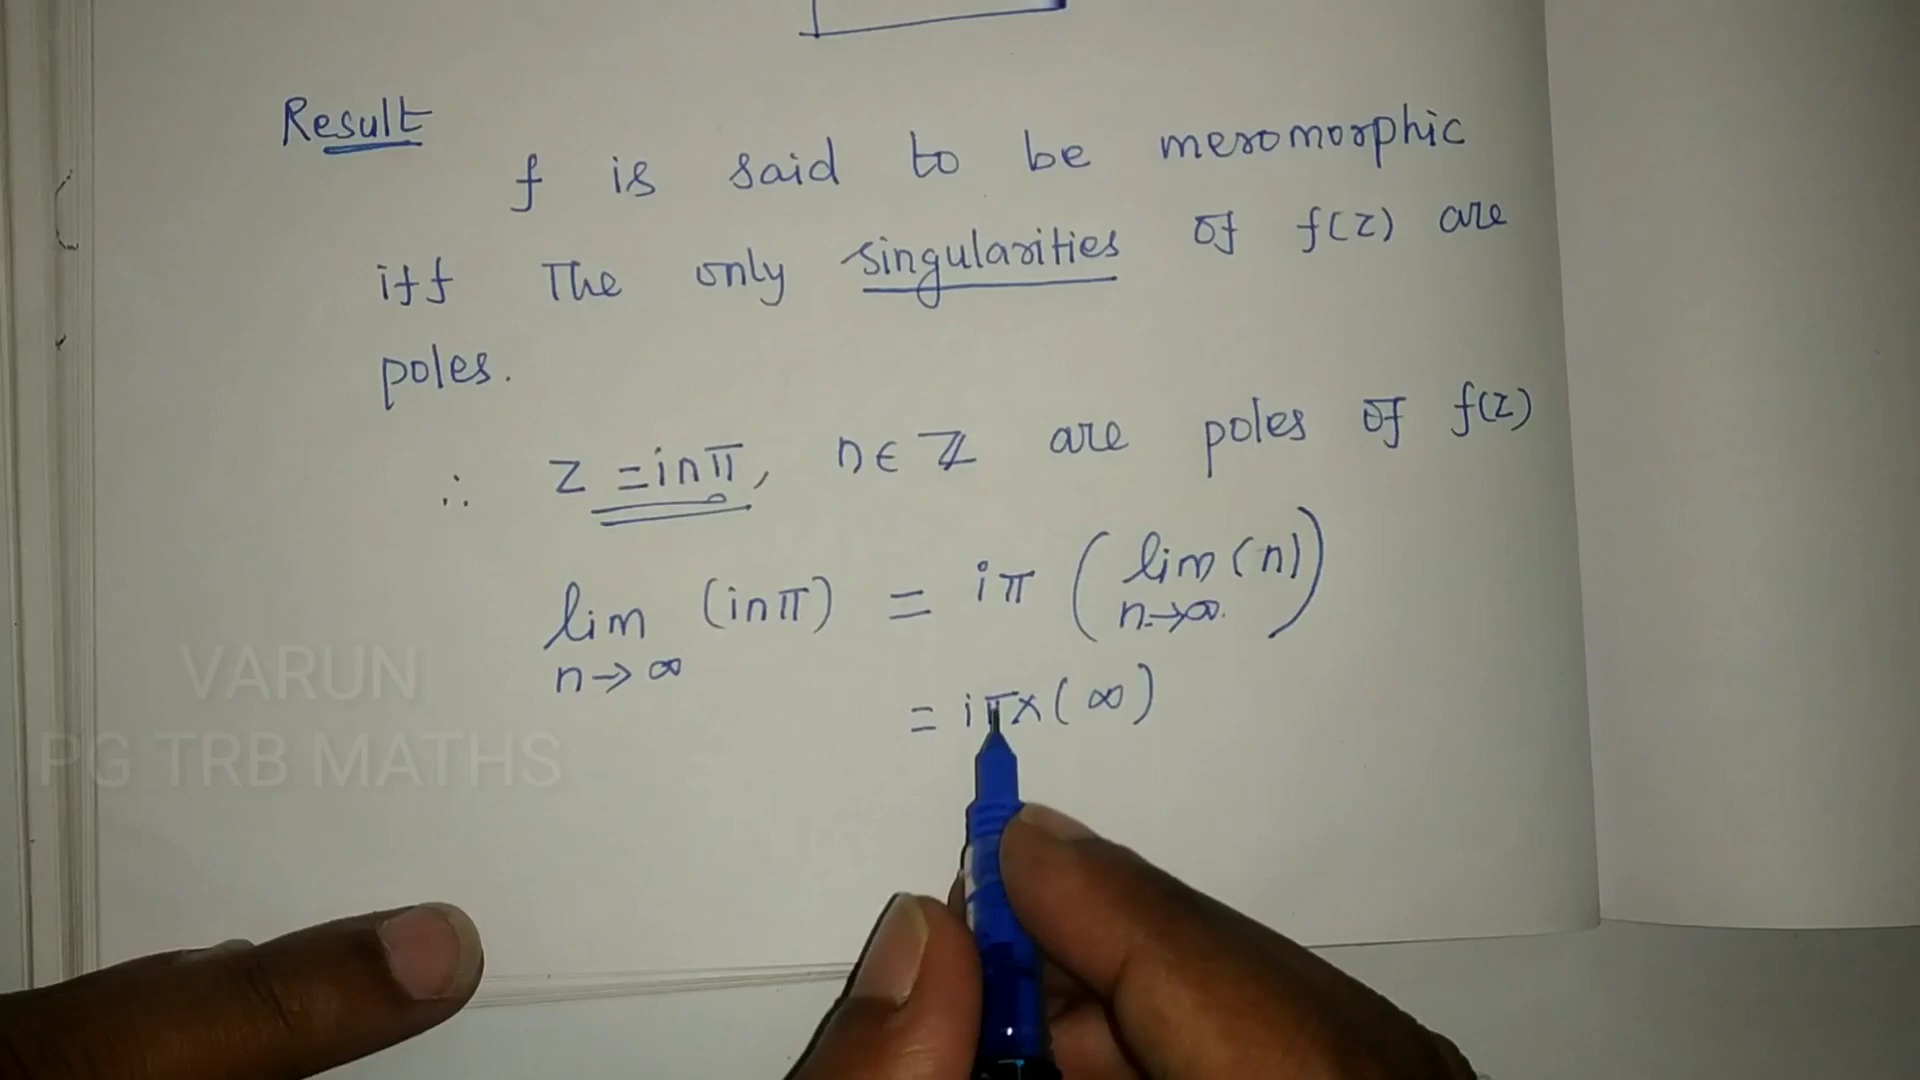 Result
f is said to be meromorphic
iff The only singularities of f(z) are
poles.
∴ z = inπ, n ∈ ℤ are poles of f(z)
lim (inπ) = iπ ( lim (n) )
n→∞ n→∞.
= iπ × (∞)
VARUN
PG TRB MATHS